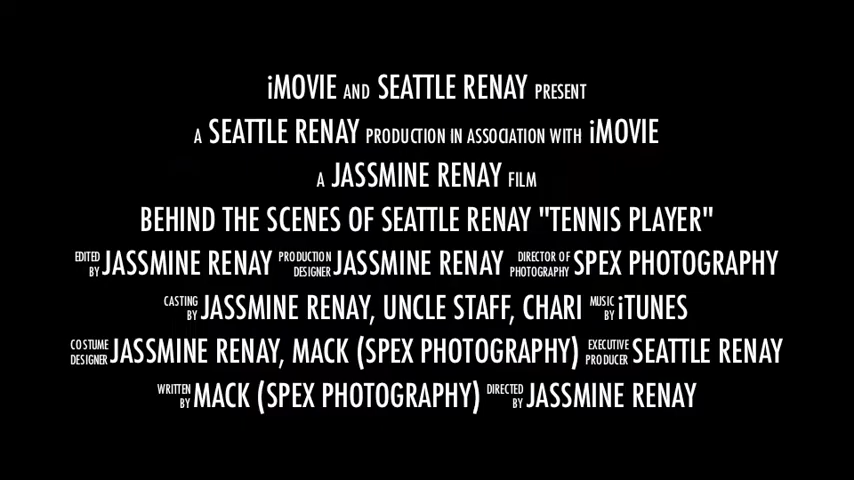 iMOVIE AND SEATTLE RENAY PRESENT
A SEATTLE RENAY PRODUCTION IN ASSOCIATION WITH iMOVIE
A JASSMINE RENAY FILM
BEHIND THE SCENES OF SEATTLE RENAY "TENNIS PLAYER"
EDITED BY JASSMINE RENAY PRODUCTION DESIGNER JASSMINE RENAY DIRECTOR OF PHOTOGRAPHY SPEX PHOTOGRAPHY
CASTING BY JASSMINE RENAY, UNCLE STAFF, CHARI MUSIC BY iTUNES
COSTUME DESIGNER JASSMINE RENAY, MACK (SPEX PHOTOGRAPHY) EXECUTIVE PRODUCER SEATTLE RENAY
WRITTEN BY MACK (SPEX PHOTOGRAPHY) DIRECTED BY JASSMINE RENAY